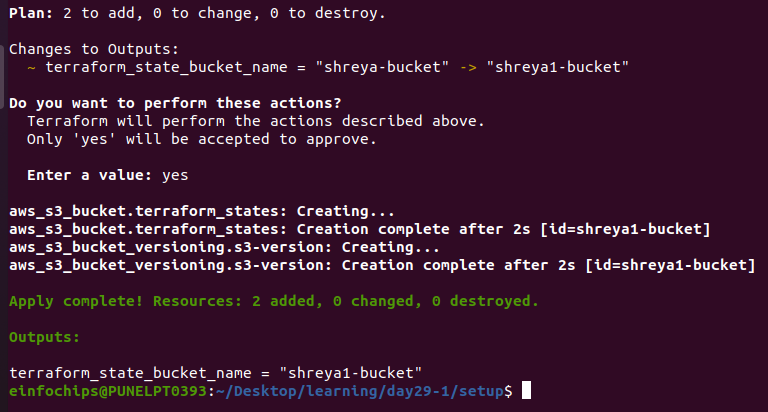 Plan: 2 to add, 0 to change, 0 to destroy.
Changes to Outputs:
~ terraform_state_bucket_name = "shreya-bucket" -> "shreya1-bucket"
Do you want to perform these actions?
Terraform will perform the actions described above.
Only 'yes' will be accepted to approve.
Enter a value: yes
aws_s3_bucket.terraform_states: Creating...
aws_s3_bucket.terraform_states: Creation complete after 2s [id=shreya1-bucket]
aws_s3_bucket_versioning.s3-version: Creating...
aws_s3_bucket_versioning.s3-version: Creation complete after 2s [id=shreya1-bucket]
Apply complete! Resources: 2 added, 0 changed, 0 destroyed.
Outputs:
terraform_state_bucket_name = "shreya1-bucket"
einfochips@PUNELPT0393:~/Desktop/learning/day29-1/setup$